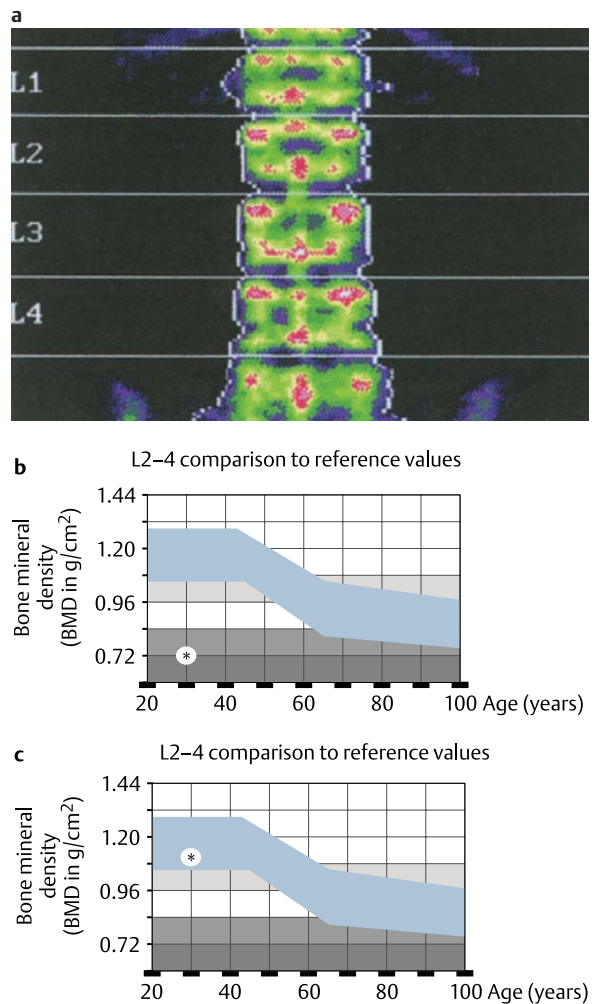 a
L1
L2
L3
L4
b
L2–4 comparison to reference values
Bone mineral
density
(BMD in g/cm²)
1.44
1.20
0.96
0.72
*
20 40 60 80 100 Age (years)
c
L2–4 comparison to reference values
Bone mineral
density
(BMD in g/cm²)
1.44
1.20
0.96
0.72
*
20 40 60 80 100 Age (years)